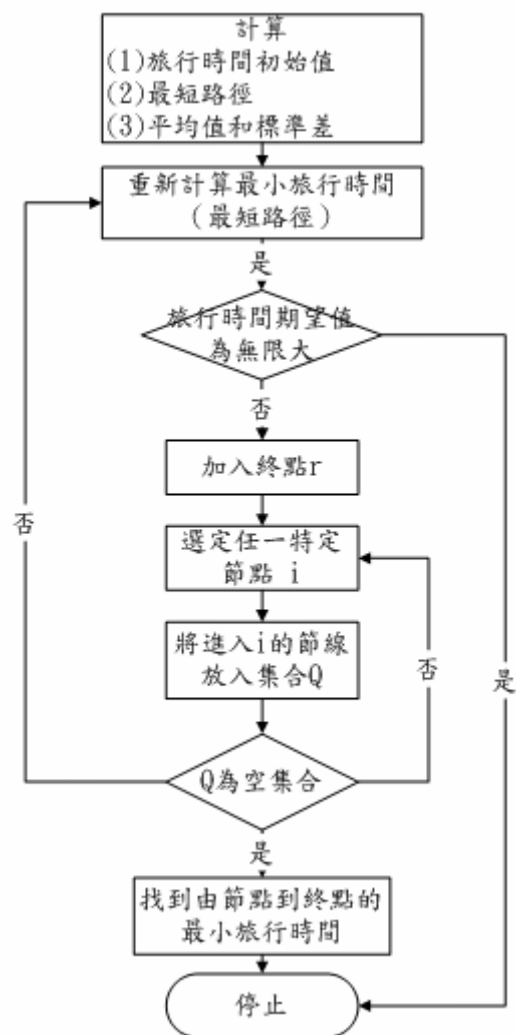 計算
(1)旅行時間初始值
(2)最短路徑
(3)平均值和標準差
重新計算最小旅行時間
(最短路徑)
是
旅行時間期望值
為無限大
否
加入終點r
否
選定任一特定
節點 i
將進入i的節線
放入集合Q
否
是
Q為空集合
是
找到由節點到終點的
最小旅行時間
停止